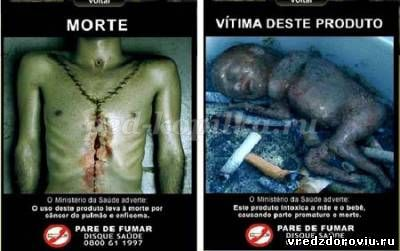 voltar
MORTE
O Ministério da Saúde adverte:
O uso deste produto leva à morte por
câncer de pulmão e enfisema.
PARE DE FUMAR
DISQUE SAÚDE
0800 61 1997
VÍTIMA DESTE PRODUTO
O Ministério da Saúde adverte:
Este produto intoxica a mãe e o bebê,
causando parto prematuro e morte.
PARE DE FUMAR
DISQUE SAÚDE
vredzdoroviu.ru